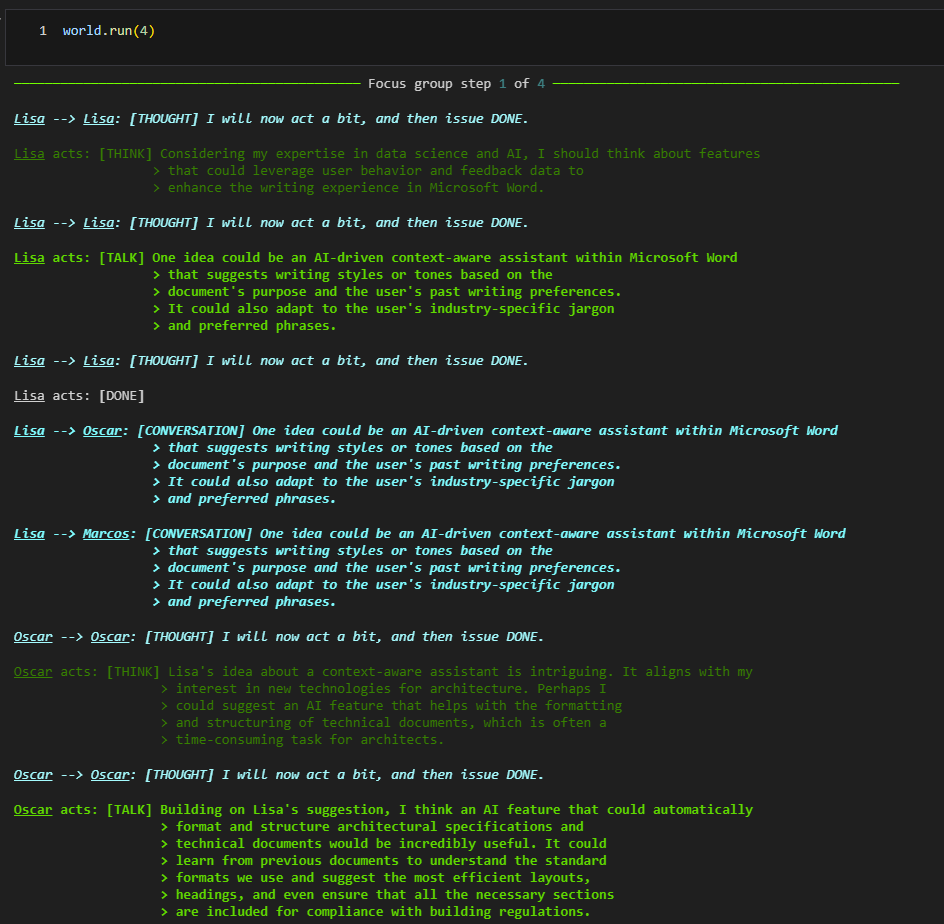 1 world.run(4)
Focus group step 1 of 4
Lisa --> Lisa: [THOUGHT] I will now act a bit, and then issue DONE.
Lisa acts: [THINK] Considering my expertise in data science and AI, I should think about features
> that could leverage user behavior and feedback data to
> enhance the writing experience in Microsoft Word.
Lisa --> Lisa: [THOUGHT] I will now act a bit, and then issue DONE.
Lisa acts: [TALK] One idea could be an AI-driven context-aware assistant within Microsoft Word
> that suggests writing styles or tones based on the
> document's purpose and the user's past writing preferences.
> It could also adapt to the user's industry-specific jargon
> and preferred phrases.
Lisa --> Lisa: [THOUGHT] I will now act a bit, and then issue DONE.
Lisa acts: [DONE]
Lisa --> Oscar: [CONVERSATION] One idea could be an AI-driven context-aware assistant within Microsoft Word
> that suggests writing styles or tones based on the
> document's purpose and the user's past writing preferences.
> It could also adapt to the user's industry-specific jargon
> and preferred phrases.
Lisa --> Marcos: [CONVERSATION] One idea could be an AI-driven context-aware assistant within Microsoft Word
> that suggests writing styles or tones based on the
> document's purpose and the user's past writing preferences.
> It could also adapt to the user's industry-specific jargon
> and preferred phrases.
Oscar --> Oscar: [THOUGHT] I will now act a bit, and then issue DONE.
Oscar acts: [THINK] Lisa's idea about a context-aware assistant is intriguing. It aligns with my
> interest in new technologies for architecture. Perhaps I
> could suggest an AI feature that helps with the formatting
> and structuring of technical documents, which is often a
> time-consuming task for architects.
Oscar --> Oscar: [THOUGHT] I will now act a bit, and then issue DONE.
Oscar acts: [TALK] Building on Lisa's suggestion, I think an AI feature that could automatically
> format and structure architectural specifications and
> technical documents would be incredibly useful. It could
> learn from previous documents to understand the standard
> formats we use and suggest the most efficient layouts,
> headings, and even ensure that all the necessary sections
> are included for compliance with building regulations.